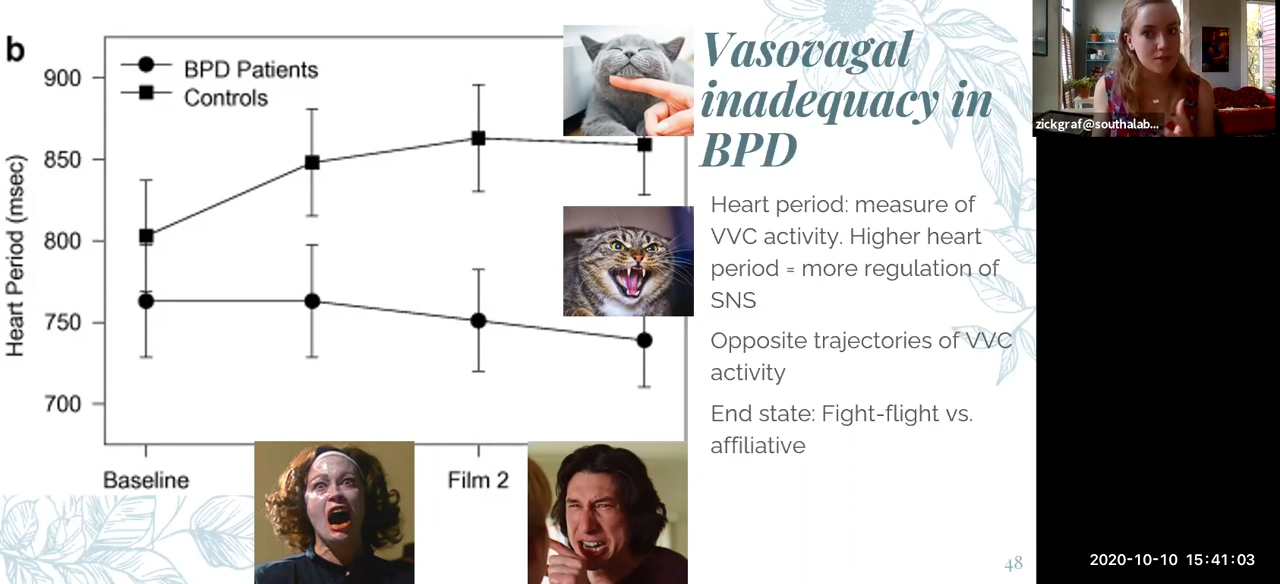 b
900
850
800
750
700
Heart Period (msec)
BPD Patients
Controls
Baseline
Film 2
Vasovagal
inadequacy in
BPD
Heart period: measure of
VVC activity. Higher heart
period = more regulation of
SNS
Opposite trajectories of VVC
activity
End state: Fight-flight vs.
affiliative
48
zickgraf@southalab...
2020-10-10 15:41:03